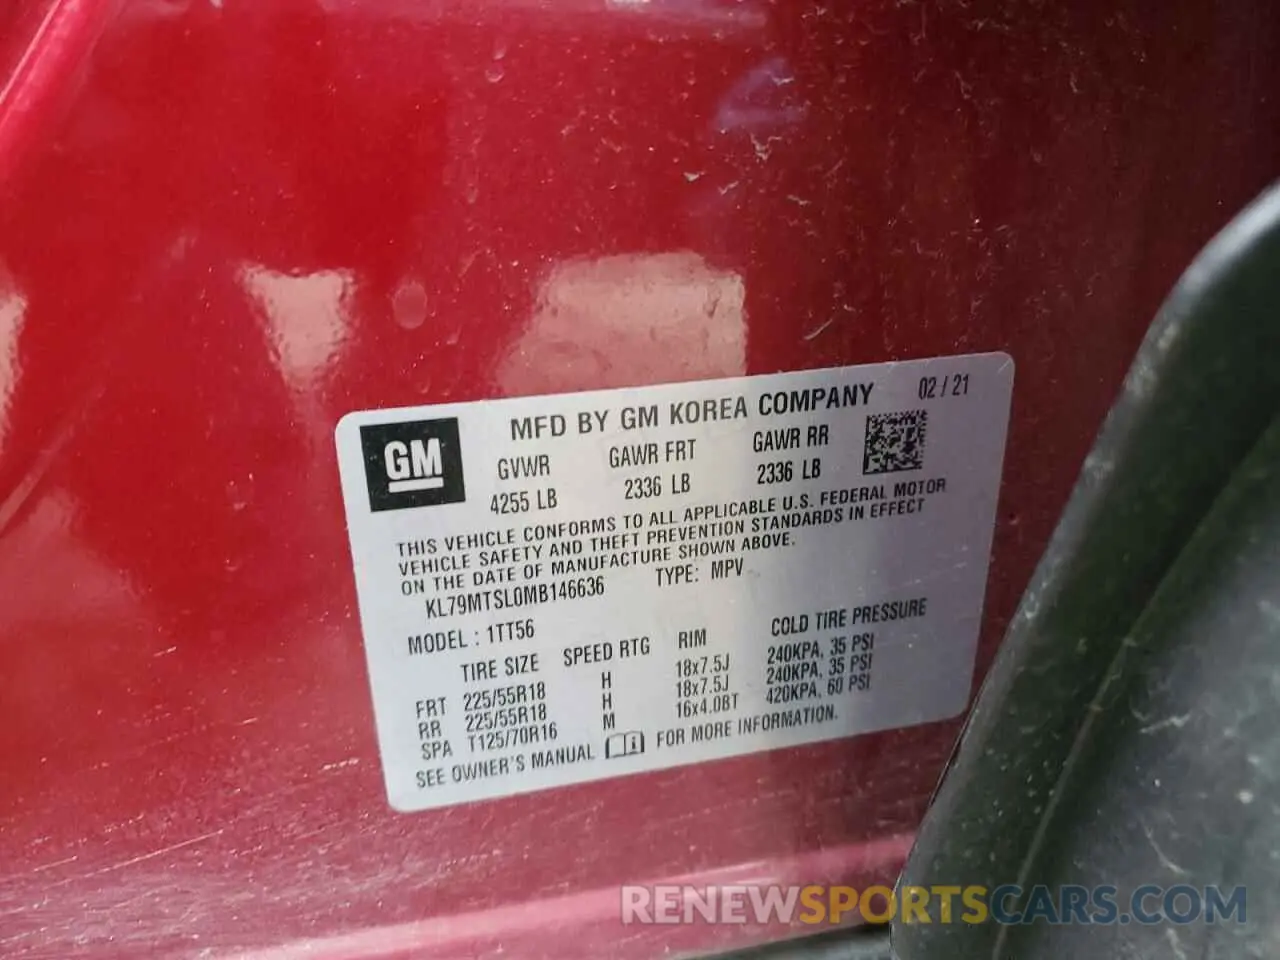 MFD BY GM KOREA COMPANY 02 / 21
GM
GVWR GAWR FRT GAWR RR
4255 LB 2336 LB 2336 LB
THIS VEHICLE CONFORMS TO ALL APPLICABLE U.S. FEDERAL MOTOR
VEHICLE SAFETY AND THEFT PREVENTION STANDARDS IN EFFECT
ON THE DATE OF MANUFACTURE SHOWN ABOVE.
KL79MTSL0MB146636 TYPE: MPV
MODEL : 1TT56
TIRE SIZE SPEED RTG RIM COLD TIRE PRESSURE
FRT 225/55R18 H 18x7.5J 240KPA, 35 PSI
RR 225/55R18 H 18x7.5J 240KPA, 35 PSI
SPA T125/70R16 M 16x4.0BT 420KPA, 60 PSI
SEE OWNER'S MANUAL i FOR MORE INFORMATION.
RENEWSPORTSCARS.COM